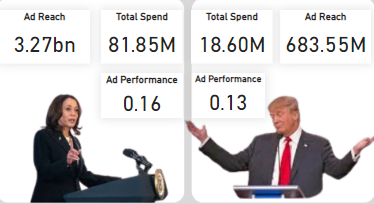 Ad Reach
3.27bn
Total Spend
81.85M
Ad Performance
0.16
Total Spend
18.60M
Ad Reach
683.55M
Ad Performance
0.13